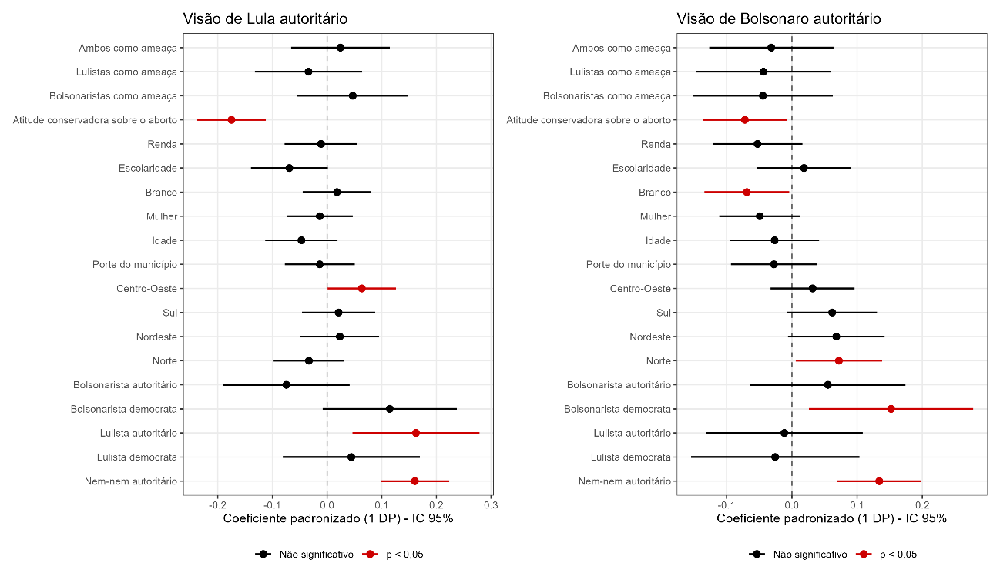 Visão de Lula autoritário
Ambos como ameaça
Lulistas como ameaça
Bolsonaristas como ameaça
Atitude conservadora sobre o aborto
Renda
Escolaridade
Branco
Mulher
Idade
Porte do município
Centro-Oeste
Sul
Nordeste
Norte
Bolsonarista autoritário
Bolsonarista democrata
Lulista autoritário
Lulista democrata
Nem-nem autoritário
-0.2 -0.1 0.0 0.1 0.2 0.3
Coeficiente padronizado (1 DP) - IC 95%
Não significativo p < 0,05
Visão de Bolsonaro autoritário
Ambos como ameaça
Lulistas como ameaça
Bolsonaristas como ameaça
Atitude conservadora sobre o aborto
Renda
Escolaridade
Branco
Mulher
Idade
Porte do município
Centro-Oeste
Sul
Nordeste
Norte
Bolsonarista autoritário
Bolsonarista democrata
Lulista autoritário
Lulista democrata
Nem-nem autoritário
-0.1 0.0 0.1 0.2
Coeficiente padronizado (1 DP) - IC 95%
Não significativo p < 0,05